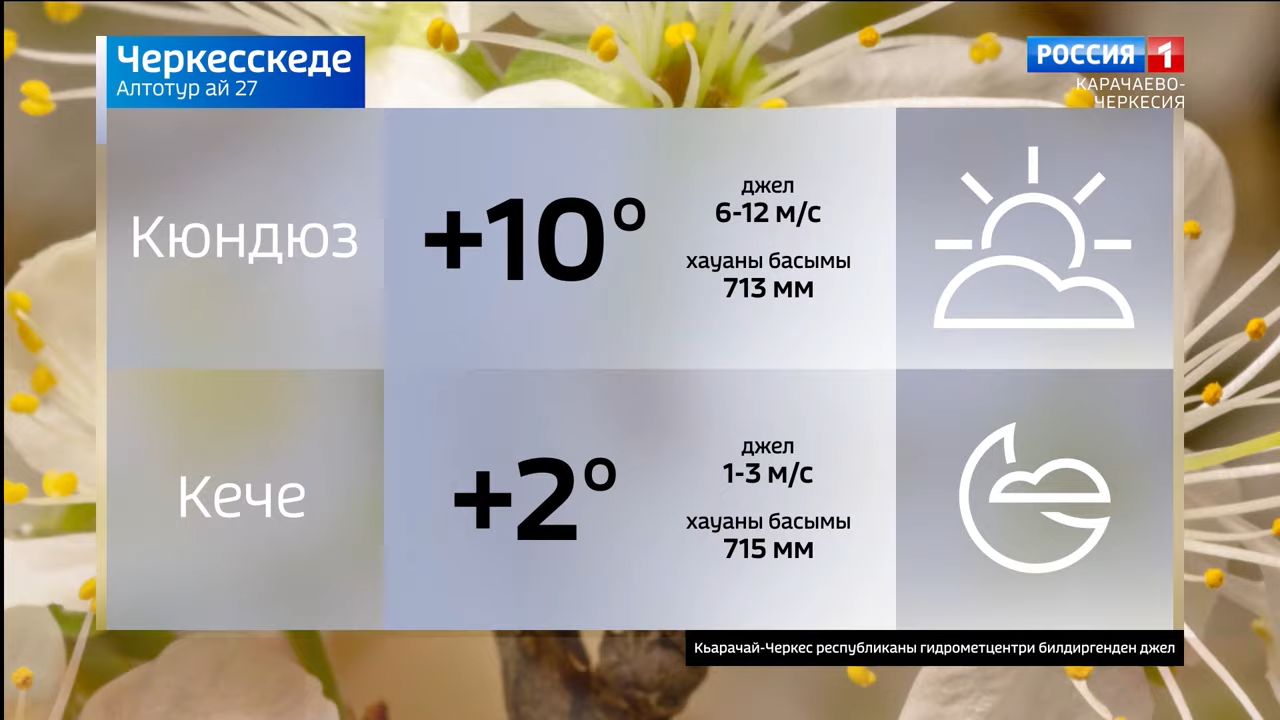 Черкесскеде
Алтотур ай 27
РОССИЯ 1
КАРАЧАЕВО-
ЧЕРКЕСИЯ
Кюндюз
+10°
джел
6-12 м/с
хауаны басымы
713 мм
Кече
+2°
джел
1-3 м/с
хауаны басымы
715 мм
Кьарачай-Черкес республиканы гидрометцентри билдиргенден джел